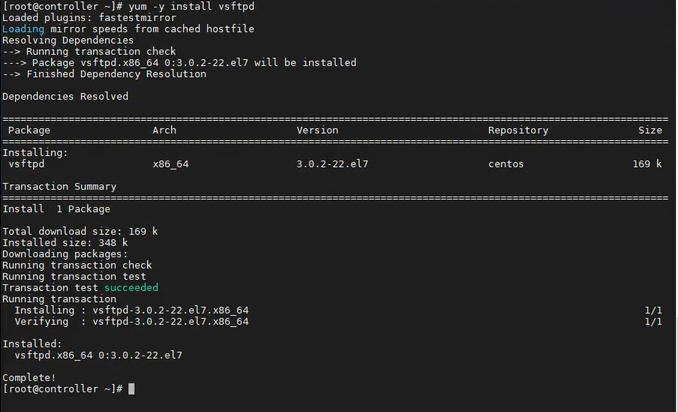 [root@controller ~]# yum -y install vsftpd
Loaded plugins: fastestmirror
Loading mirror speeds from cached hostfile
Resolving Dependencies
--> Running transaction check
---> Package vsftpd.x86_64 0:3.0.2-22.el7 will be installed
--> Finished Dependency Resolution
Dependencies Resolved
================================================================================
Package Arch Version Repository Size
================================================================================
Installing:
vsftpd x86_64 3.0.2-22.el7 centos 169 k
Transaction Summary
================================================================================
Install 1 Package
Total download size: 169 k
Installed size: 348 k
Downloading packages:
Running transaction check
Running transaction test
Transaction test succeeded
Running transaction
Installing : vsftpd-3.0.2-22.el7.x86_64 1/1
Verifying : vsftpd-3.0.2-22.el7.x86_64 1/1
Installed:
vsftpd.x86_64 0:3.0.2-22.el7
Complete!
[root@controller ~]#